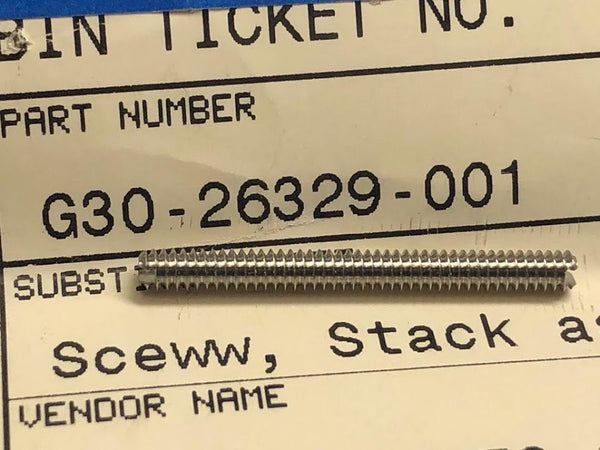 BIN TICKET NO.
PART NUMBER
G30-26329-001
SUBST
Sceww, Stack
VENDOR NAME